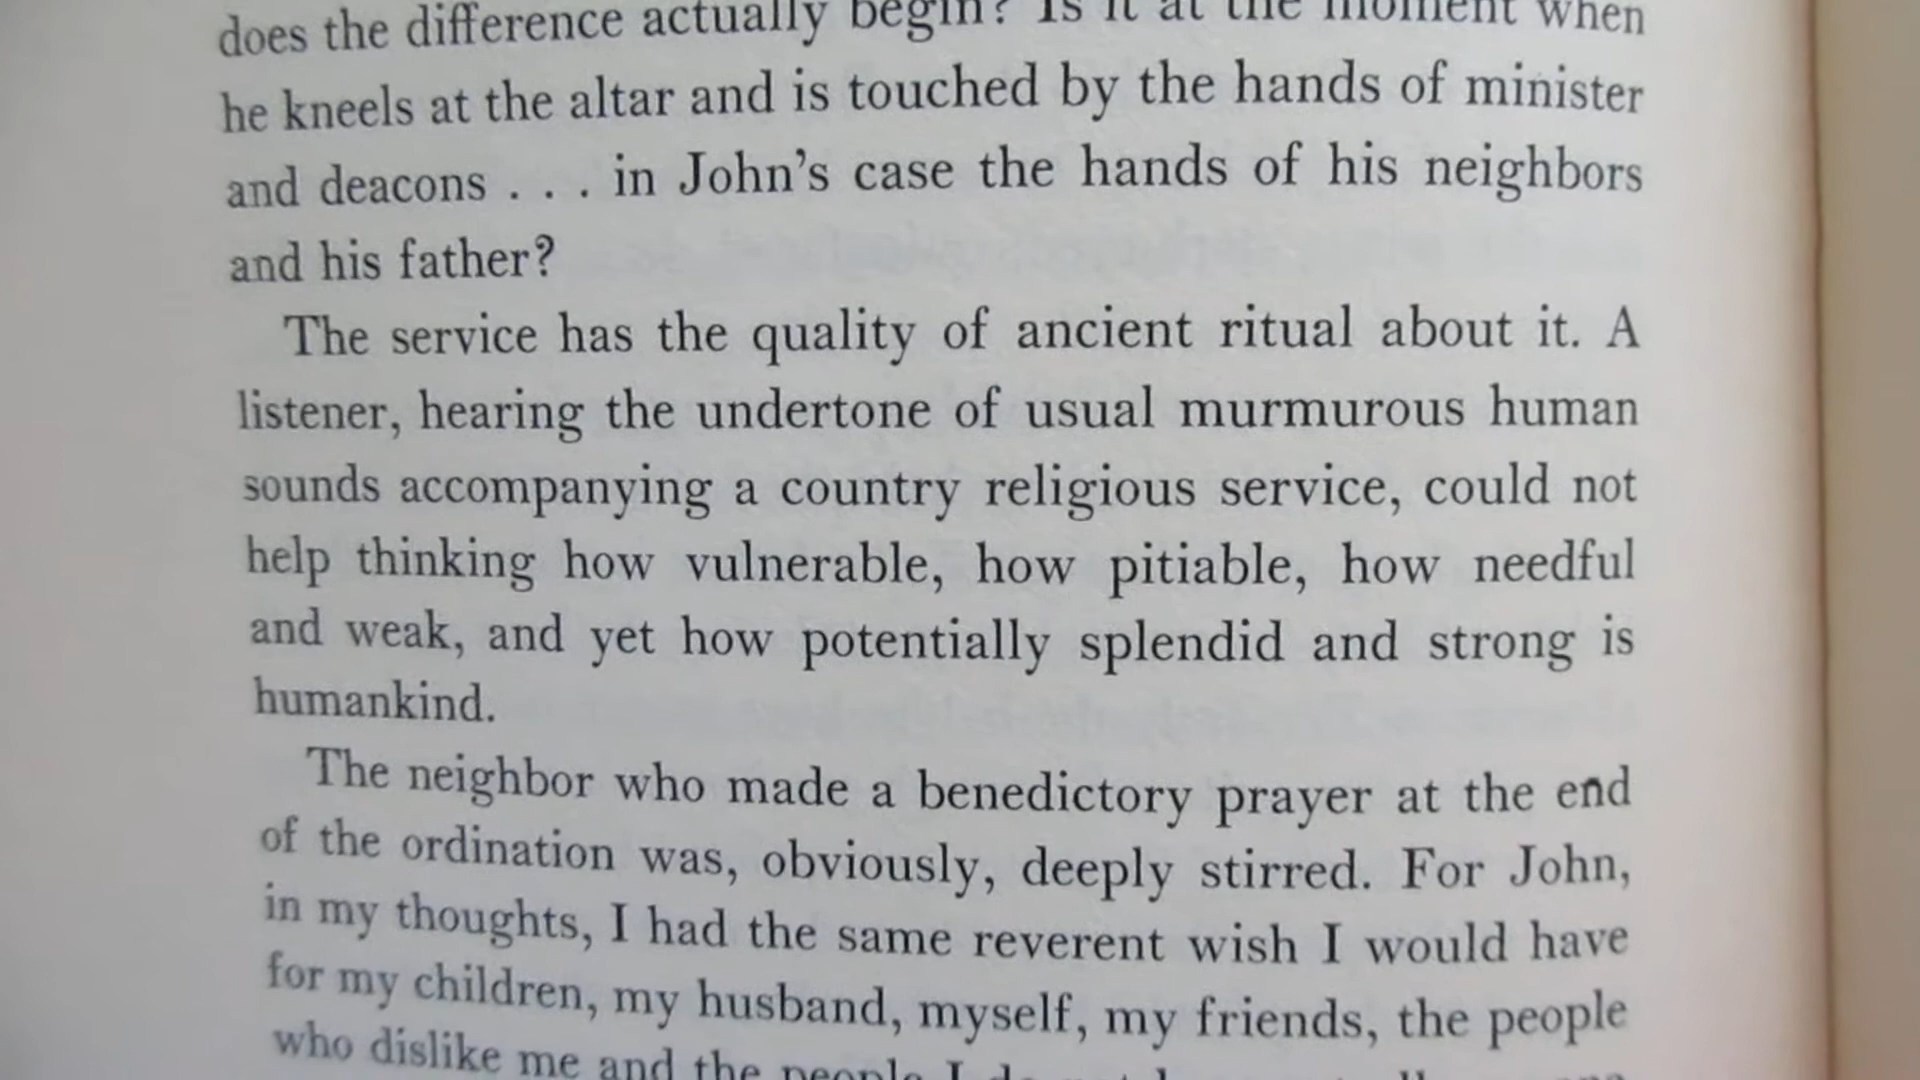 does the difference actually begin? Is it at the moment when
he kneels at the altar and is touched by the hands of minister
and deacons . . . in John's case the hands of his neighbors
and his father?
The service has the quality of ancient ritual about it. A
listener, hearing the undertone of usual murmurous human
sounds accompanying a country religious service, could not
help thinking how vulnerable, how pitiable, how needful
and weak, and yet how potentially splendid and strong is
humankind.
The neighbor who made a benedictory prayer at the end
of the ordination was, obviously, deeply stirred. For John,
in my thoughts, I had the same reverent wish I would have
for my children, my husband, myself, my friends, the people
who dislike me and the people I do not